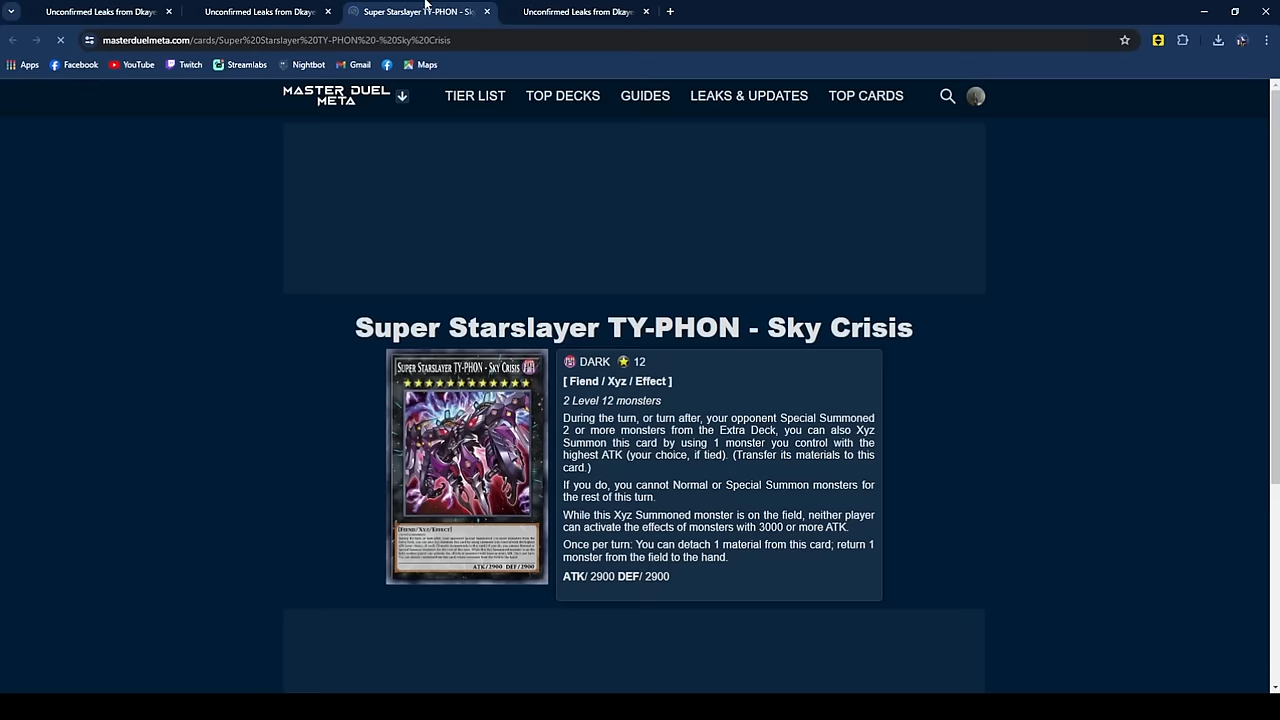 Unconfirmed Leaks from Dkaye
Unconfirmed Leaks from Dkaye
Super Starslayer TY-PHON - Sk
Unconfirmed Leaks from Dkaye
masterduelmeta.com/cards/Super%20Starslayer%20TY-PHON%20-%20Sky%20Crisis
Apps
Facebook
YouTube
Twitch
Streamlabs
Nightbot
Gmail
Maps
MASTER DUEL
META
TIER LIST
TOP DECKS
GUIDES
LEAKS & UPDATES
TOP CARDS
Super Starslayer TY-PHON - Sky Crisis
SUPER STARSLAYER TY-PHON - SKY CRISIS
[FIEND/XYZ/EFFECT]
ATK/2900 DEF/2900
DARK 12
[ Fiend / Xyz / Effect ]
2 Level 12 monsters
During the turn, or turn after, your opponent Special Summoned
2 or more monsters from the Extra Deck, you can also Xyz
Summon this card by using 1 monster you control with the
highest ATK (your choice, if tied). (Transfer its materials to this
card.)
If you do, you cannot Normal or Special Summon monsters for
the rest of this turn.
While this Xyz Summoned monster is on the field, neither player
can activate the effects of monsters with 3000 or more ATK.
Once per turn: You can detach 1 material from this card; return 1
monster from the field to the hand.
ATK/ 2900 DEF/ 2900